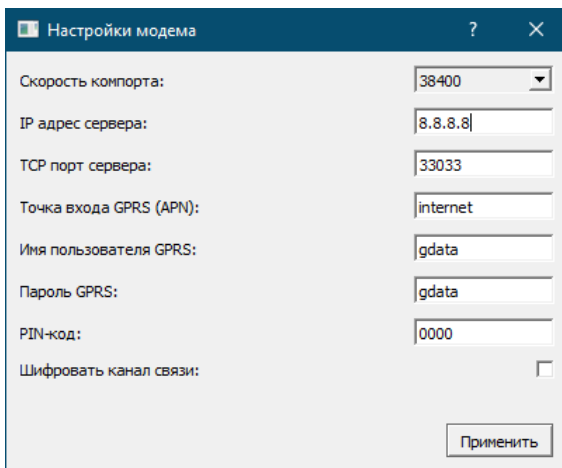 Настройки модема ?
Скорость компорта: 38400
IP адрес сервера: 8.8.8.8
TCP порт сервера: 33033
Точка входа GPRS (APN): internet
Имя пользователя GPRS: gdata
Пароль GPRS: gdata
PIN-код: 0000
Шифровать канал связи:
Применить